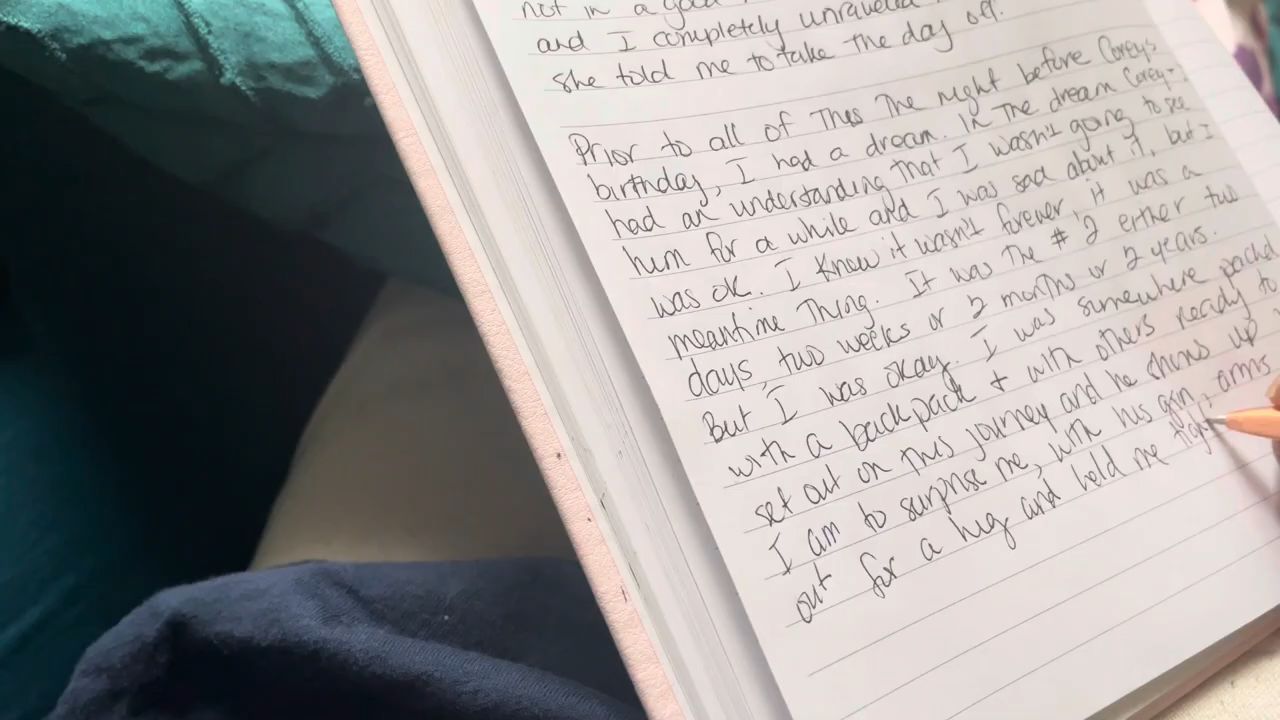 not in a good
and I completely unraveled
she told me to take the day off.
Prior to all of this the night before Coreys
birthday, I had a dream. In the dream Corey-
had an understanding that I wasn't going to see
him for a while and I was sad about it, but I
was ok. I knew it wasn't forever, it was a
meantime thing. It was the # 2 either two
days, two weeks or 2 months or 2 years.
But I was okay. I was somewhere packed
with a backpack + with others ready to
set out on this journey and he shows up
I am to surprise me, with his arms
out for a hug and held me tight